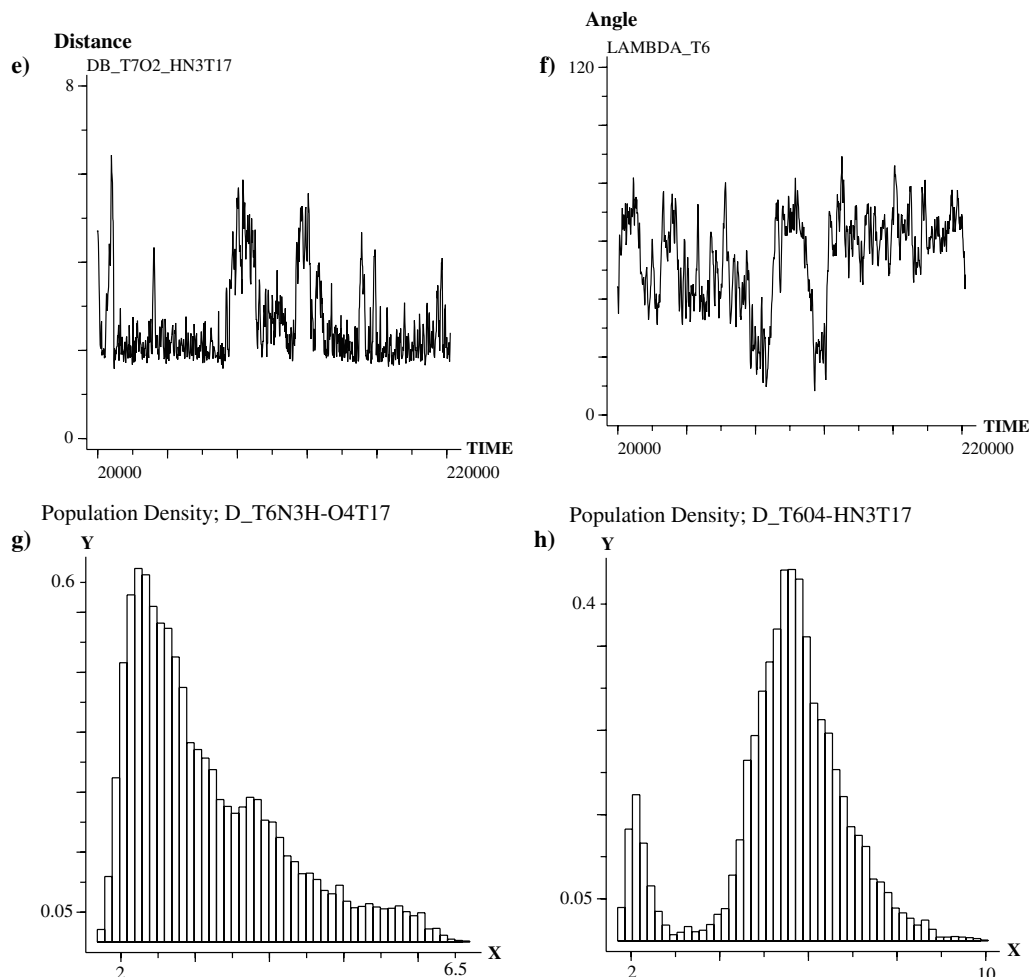 e)
Distance
DB_T7O2_HN3T17
8
0
TIME
20000
220000
f)
Angle
LAMBDA_T6
120
0
TIME
20000
220000
g)
Population Density; D_T6N3H-O4T17
Y
0.6
0.05
X
2
6.5
h)
Population Density; D_T604-HN3T17
Y
0.4
0.05
X
2
10